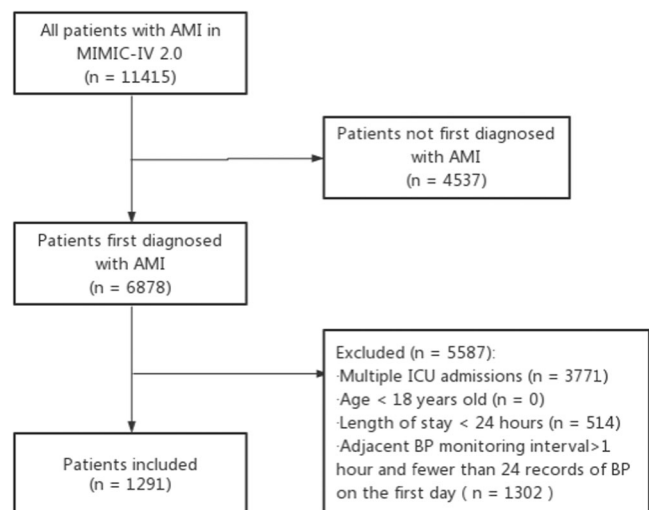 All patients with AMI in
MIMIC-IV 2.0
(n = 11415)
Patients not first diagnosed
with AMI
(n = 4537)
Patients first diagnosed
with AMI
(n = 6878)
Excluded (n = 5587):
·Multiple ICU admissions (n = 3771)
·Age < 18 years old (n = 0)
·Length of stay < 24 hours (n = 514)
·Adjacent BP monitoring interval>1
hour and fewer than 24 records of BP
on the first day ( n = 1302 )
Patients included
(n = 1291)